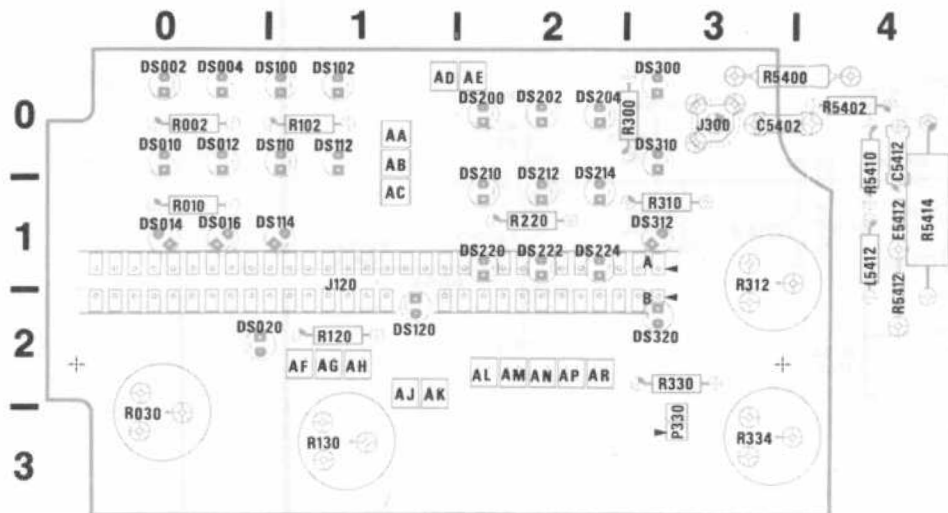 0 1 2 3 4
AD AE
DS002 DS004 DS100 DS102 DS300 R5400
DS200 DS202 DS204 R5402
0 R002 R102 AA R300 J300 C5402
DS010 DS012 DS110 DS112 AB DS310 R5410 C5412
AC DS210 DS212 DS214
R010 R310 R5414
DS014 DS016 DS114 R220 DS312 E5412
1 DS220 DS222 DS224 A L5412
J120 R312 R5412
B
DS020 R120 DS120 DS320
2 AF AG AH AL AM AN AP AR
AJ AK R330
R030 P330
R130 R334
3